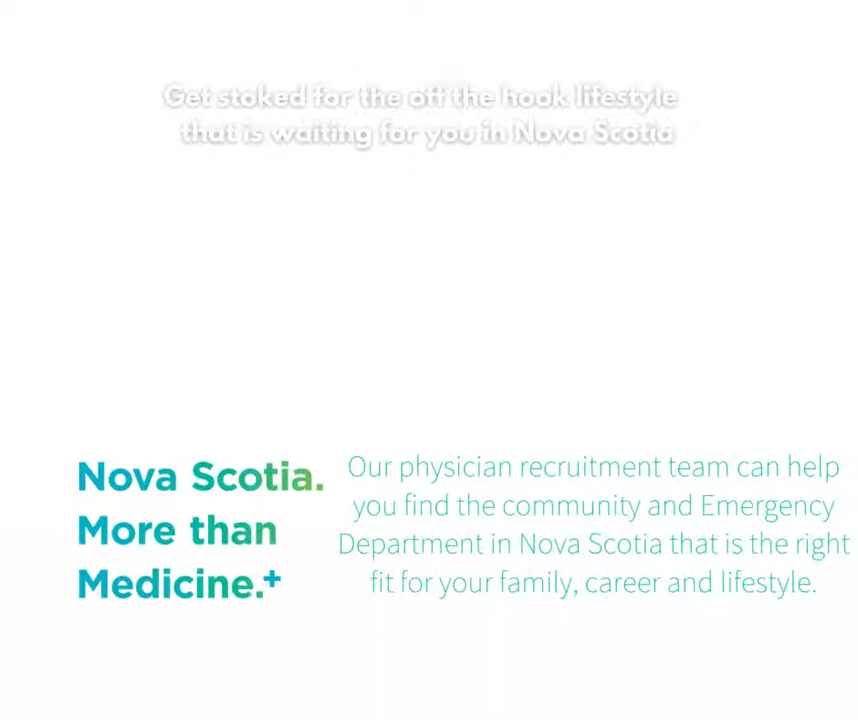 Get stoked for the off the hook lifestyle
that is waiting for you in Nova Scotia
Nova Scotia.
More than
Medicine.+
Our physician recruitment team can help
you find the community and Emergency
Department in Nova Scotia that is the right
fit for your family, career and lifestyle.